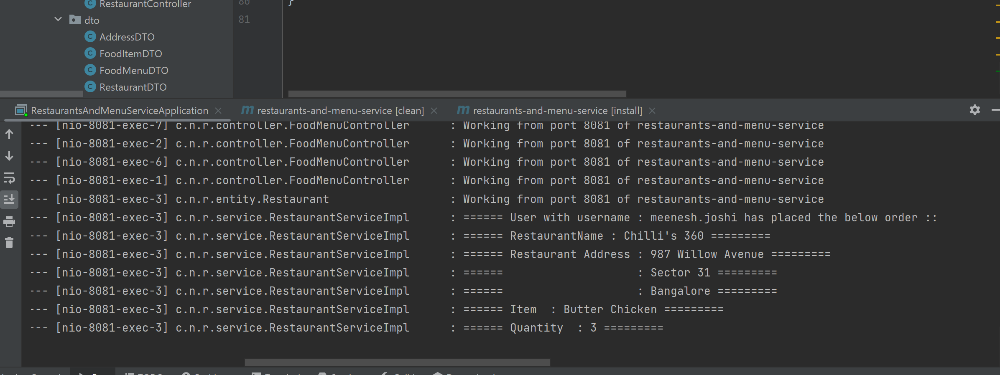 RestaurantController
80 }
dto
81
AddressDTO
FoodItemDTO
FoodMenuDTO
RestaurantDTO
RestaurantsAndMenuServiceApplication
restaurants-and-menu-service [clean]
restaurants-and-menu-service [install]
--- [nio-8081-exec-7] c.n.r.controller.FoodMenuController : Working from port 8081 of restaurants-and-menu-service
--- [nio-8081-exec-2] c.n.r.controller.FoodMenuController : Working from port 8081 of restaurants-and-menu-service
--- [nio-8081-exec-6] c.n.r.controller.FoodMenuController : Working from port 8081 of restaurants-and-menu-service
--- [nio-8081-exec-1] c.n.r.controller.FoodMenuController : Working from port 8081 of restaurants-and-menu-service
--- [nio-8081-exec-3] c.n.r.entity.Restaurant : Working from port 8081 of restaurants-and-menu-service
--- [nio-8081-exec-3] c.n.r.service.RestaurantServiceImpl : ====== User with username : meenesh.joshi has placed the below order ::
--- [nio-8081-exec-3] c.n.r.service.RestaurantServiceImpl : ====== RestaurantName : Chilli's 360 =========
--- [nio-8081-exec-3] c.n.r.service.RestaurantServiceImpl : ====== Restaurant Address : 987 Willow Avenue =========
--- [nio-8081-exec-3] c.n.r.service.RestaurantServiceImpl : ====== : Sector 31 =========
--- [nio-8081-exec-3] c.n.r.service.RestaurantServiceImpl : ====== : Bangalore =========
--- [nio-8081-exec-3] c.n.r.service.RestaurantServiceImpl : ====== Item : Butter Chicken =========
--- [nio-8081-exec-3] c.n.r.service.RestaurantServiceImpl : ====== Quantity : 3 =========